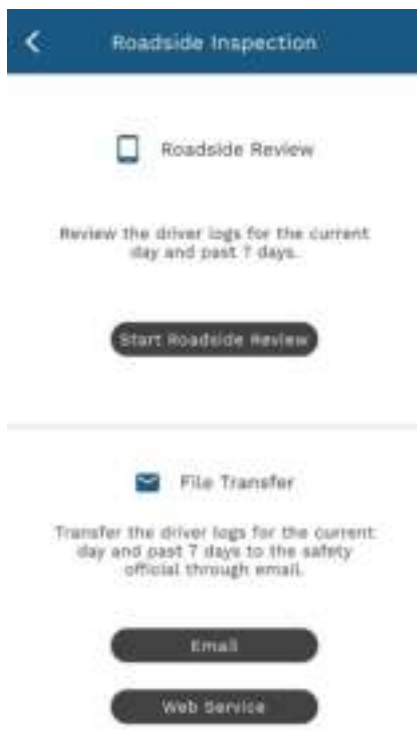 Roadside Inspection
Roadside Review
Review the driver logs for the current
day and past 7 days.
Start Roadside Review
File Transfer
Transfer the driver logs for the current
day and past 7 days to the safety
official through email.
Email
Web Service